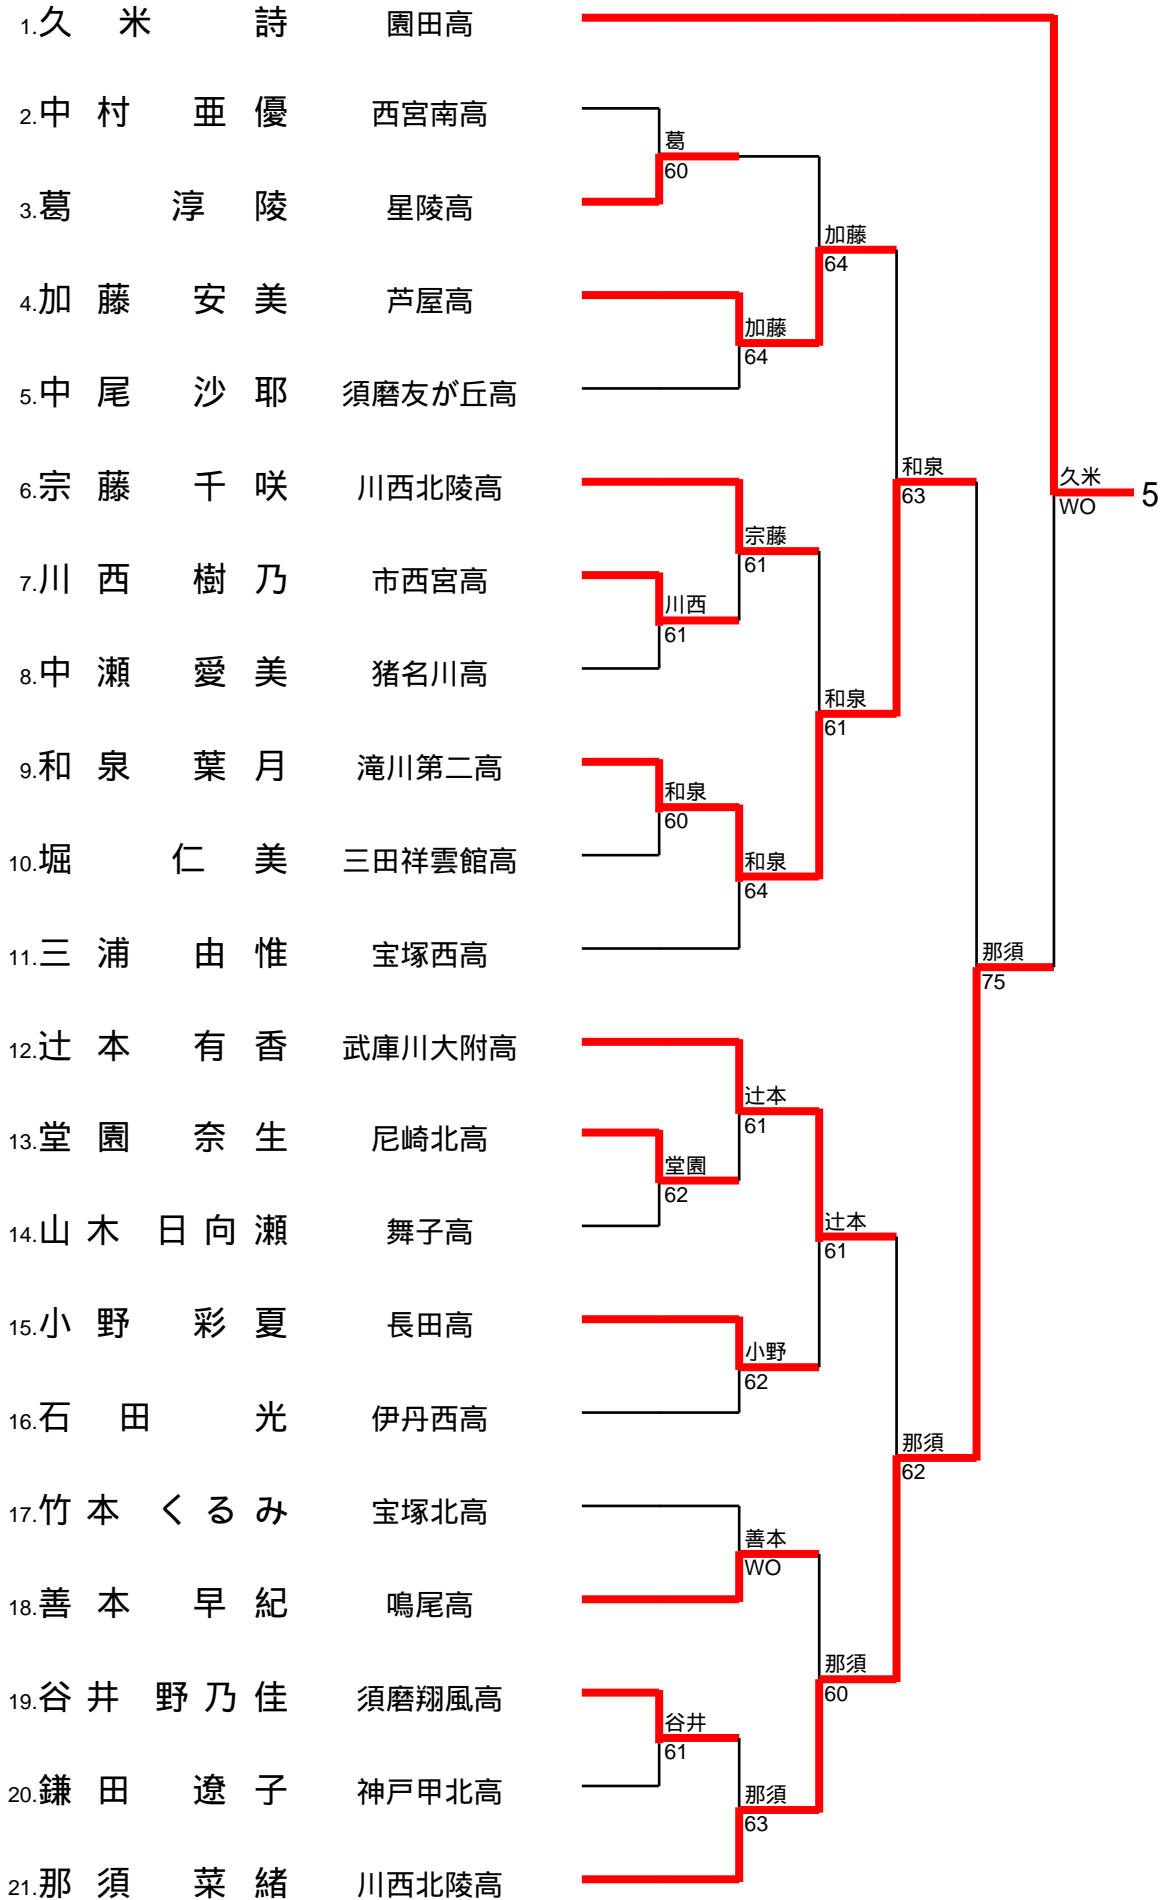 1. 久米 詩 園田高
2. 中村 亜優 西宮南高
葛
60
3. 葛 淳陵 星陵高
加藤
64
4. 加藤 安美 芦屋高
加藤
64
5. 中尾 沙耶 須磨友が丘高
和泉
63
久米
WO
5
6. 宗藤 千咲 川西北陵高
宗藤
61
7. 川西 樹乃 市西宮高
川西
61
8. 中瀬 愛美 猪名川高
和泉
61
9. 和泉 葉月 滝川第二高
和泉
60
10. 堀 仁美 三田祥雲館高
和泉
64
11. 三浦 由惟 宝塚西高
那須
75
12. 辻本 有香 武庫川大附高
辻本
61
13. 堂園 奈生 尼崎北高
堂園
62
14. 山木 日向瀬 舞子高
辻本
61
15. 小野 彩夏 長田高
小野
62
16. 石田 光 伊丹西高
那須
62
17. 竹本 くるみ 宝塚北高
善本
WO
18. 善本 早紀 鳴尾高
那須
60
19. 谷井 野乃佳 須磨翔風高
谷井
61
20. 鎌田 遼子 神戸甲北高
那須
63
21. 那須 菜緒 川西北陵高